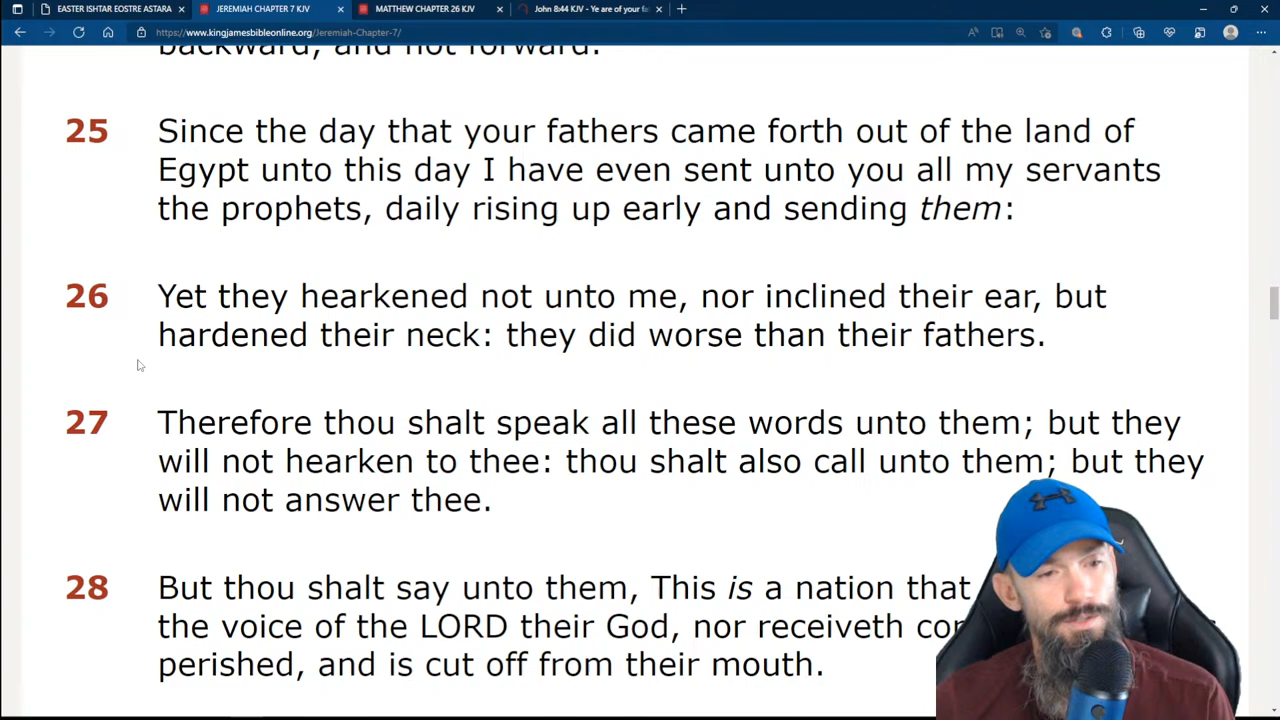 EASTER ISHTAR EOSTRE ASTARA
JEREMIAH CHAPTER 7 KJV
MATTHEW CHAPTER 26 KJV
John 8:44 KJV - Ye are of your fa
https://www.kingjamesbibleonline.org/Jeremiah-Chapter-7/
backward, and not forward.
25 Since the day that your fathers came forth out of the land of
Egypt unto this day I have even sent unto you all my servants
the prophets, daily rising up early and sending them:
26 Yet they hearkened not unto me, nor inclined their ear, but
hardened their neck: they did worse than their fathers.
27 Therefore thou shalt speak all these words unto them; but they
will not hearken to thee: thou shalt also call unto them; but they
will not answer thee.
28 But thou shalt say unto them, This is a nation that
the voice of the LORD their God, nor receiveth
perished, and is cut off from their mouth.